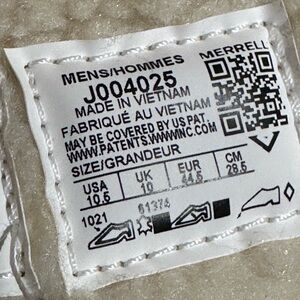 MENS/HOMMES MERRELL
J004025
MADE IN VIETNAM
FABRIQUÉ AU VIETNAM
MAY BE COVERED BY US PAT.
WWW.PATENTS.WWWINC.COM
SIZE/GRANDEUR
USA UK EUR CM
10.5 10 44.5 28.5
1021 61374